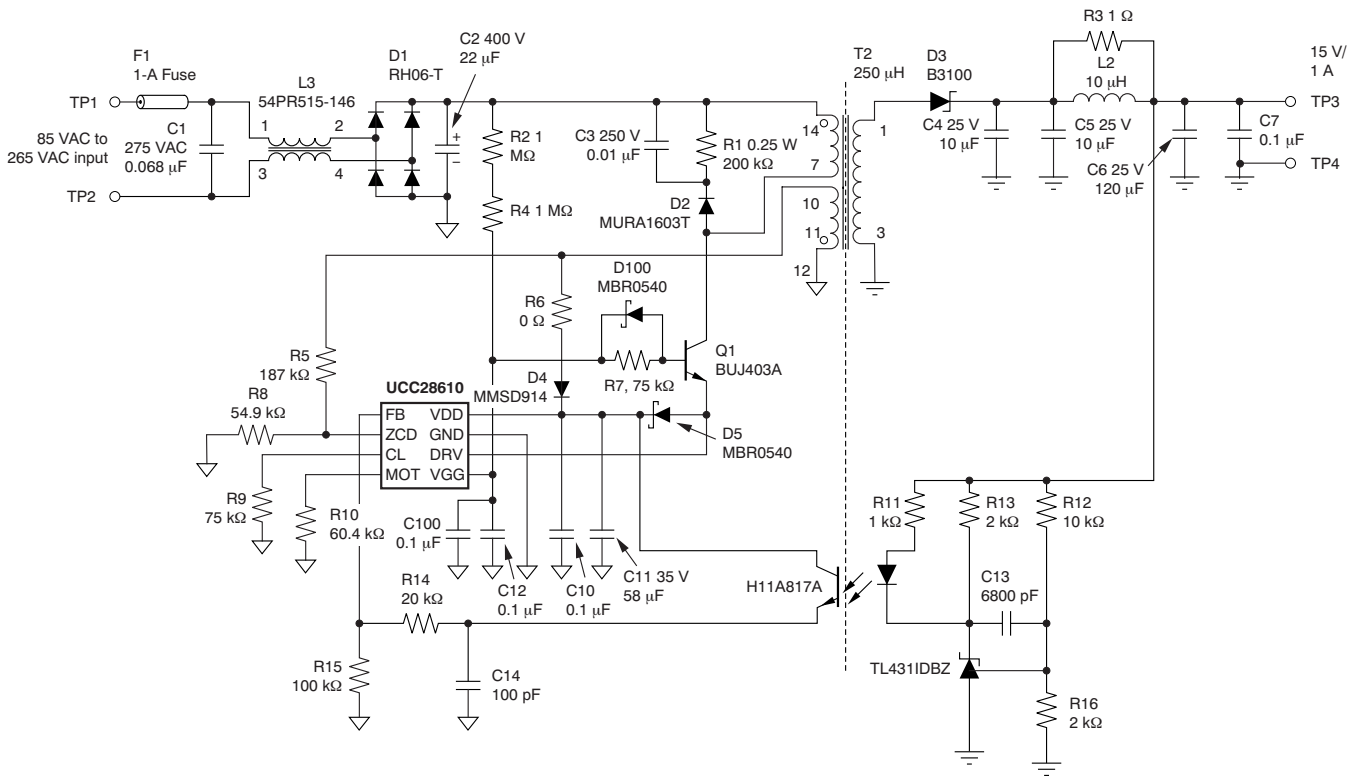 F1
1-A Fuse
TP1
85 VAC to
265 VAC input
TP2
C1
275 VAC
0.068 μF
L3
54PR515-146
1
2
3
4
D1
RH06-T
C2 400 V
22 μF
+
–
R2 1
MΩ
R4 1 MΩ
C3 250 V
0.01 μF
R1 0.25 W
200 kΩ
D2
MURA1603T
T2
250 μH
14
7
10
11
12
1
3
D3
B3100
C4 25 V
10 μF
C5 25 V
10 μF
R3 1 Ω
L2
10 μH
C6 25 V
120 μF
C7
0.1 μF
15 V/
1 A
TP3
TP4
R5
187 kΩ
R6
0 Ω
D100
MBR0540
R7, 75 kΩ
Q1
BUJ403A
D4
MMSD914
D5
MBR0540
R8
54.9 kΩ
UCC28610
FB VDD
ZCD GND
CL DRV
MOT VGG
R9
75 kΩ
R10
60.4 kΩ
C100
0.1 μF
C12
0.1 μF
C10
0.1 μF
C11 35 V
58 μF
R14
20 kΩ
R15
100 kΩ
C14
100 pF
H11A817A
R11
1 kΩ
R13
2 kΩ
R12
10 kΩ
C13
6800 pF
TL431IDBZ
R16
2 kΩ